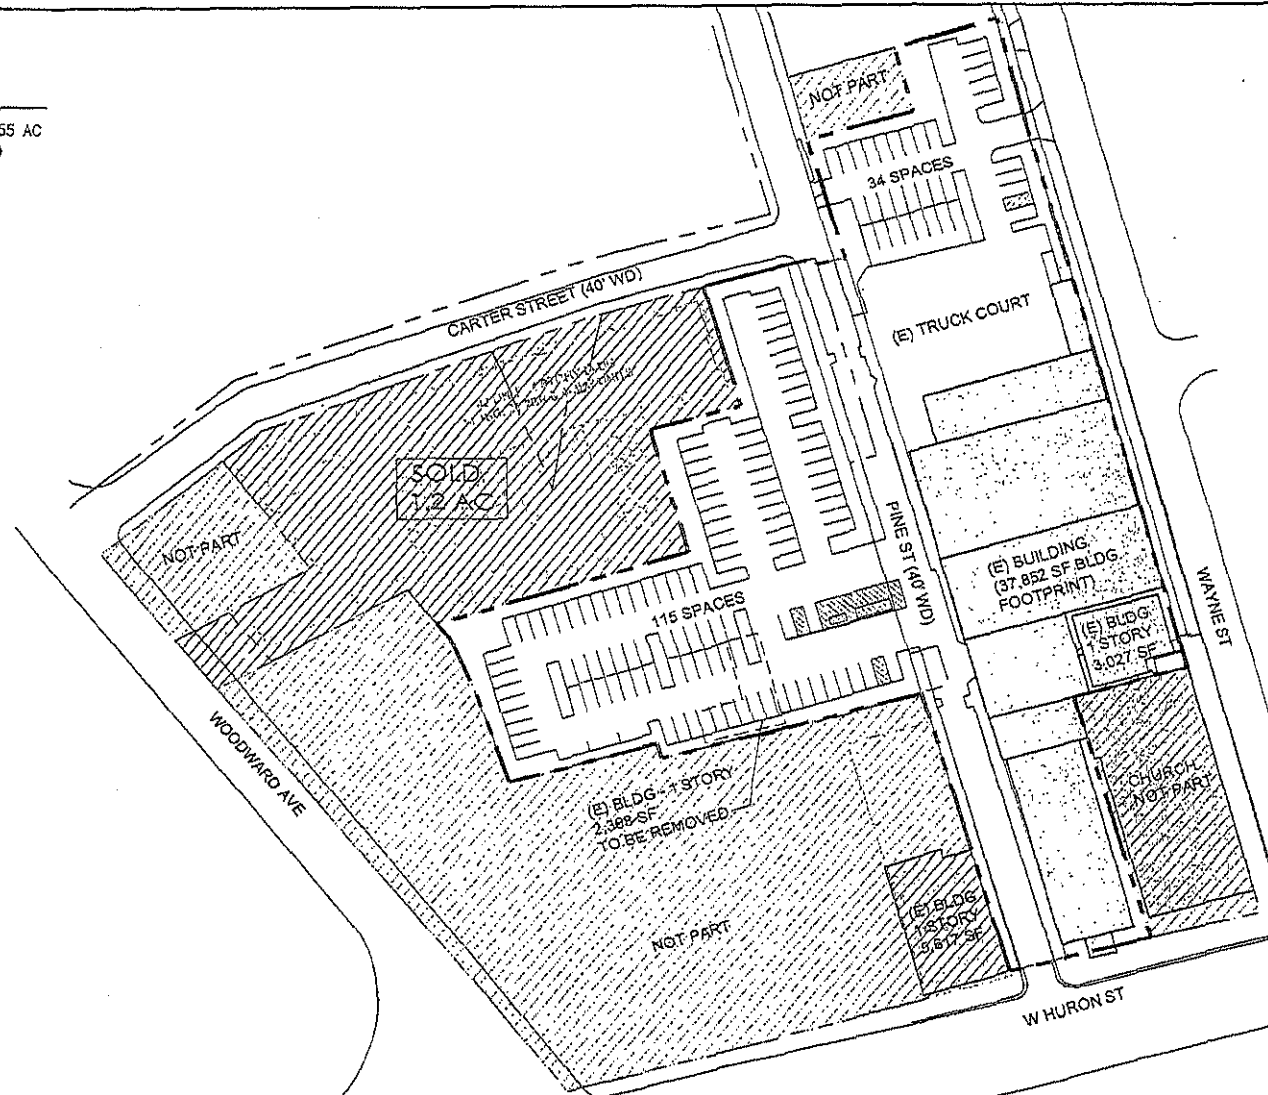 55 AC
NOT PART
34 SPACES
CARTER STREET (40' WD)
(E) TRUCK COURT
SOLD
1.2 AC
NOT PART
PINE ST (40' WD)
(E) BUILDING
(37,852 SF BLDG
FOOTPRINT)
WAYNE ST
115 SPACES
(E) BLDG
1 STORY
3,027 SF
WOODWARD AVE
(E) BLDG - 1 STORY
SF
TO BE REMOVED
CHURCH
NOT PART
(E) BLDG
1 STORY
SF
NOT PART
W HURON ST